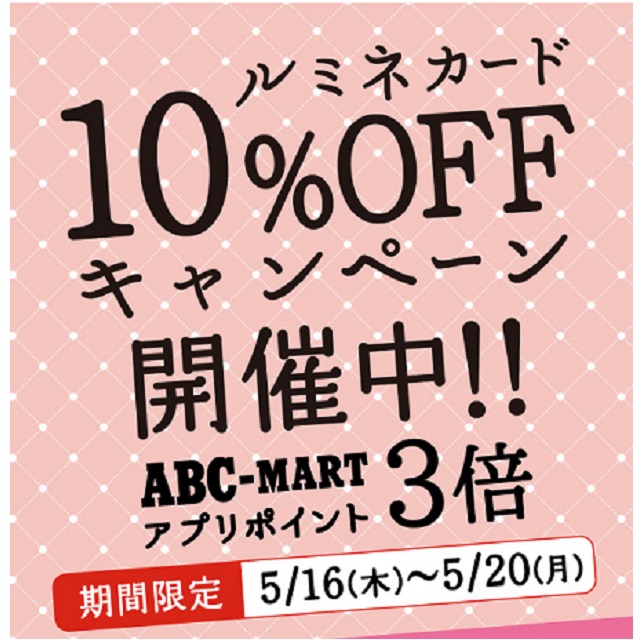 ルミネカード
10%OFF
キャンペーン
開催中!!
ABC-MART
アプリポイント 3倍
期間限定 5/16(木)〜5/20(月)